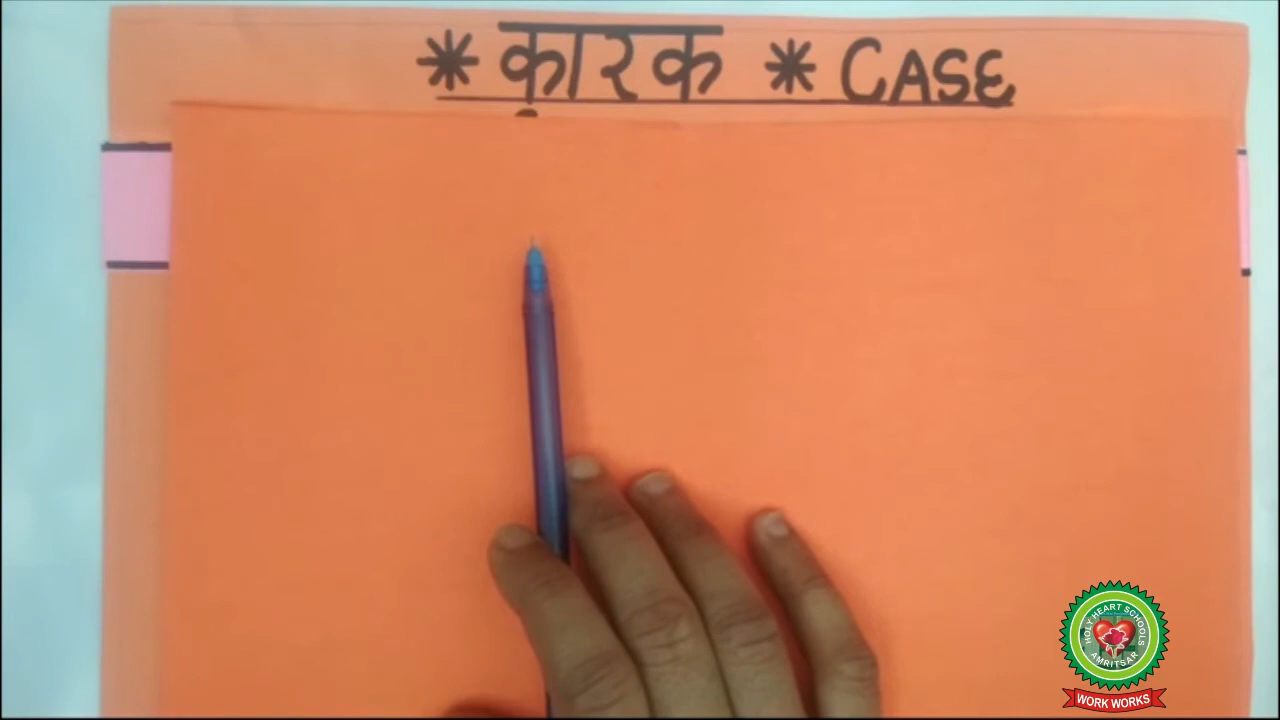 * कारक * CASE
HOLY HEART SCHOOLS
AMRITSAR
WORK WORKS